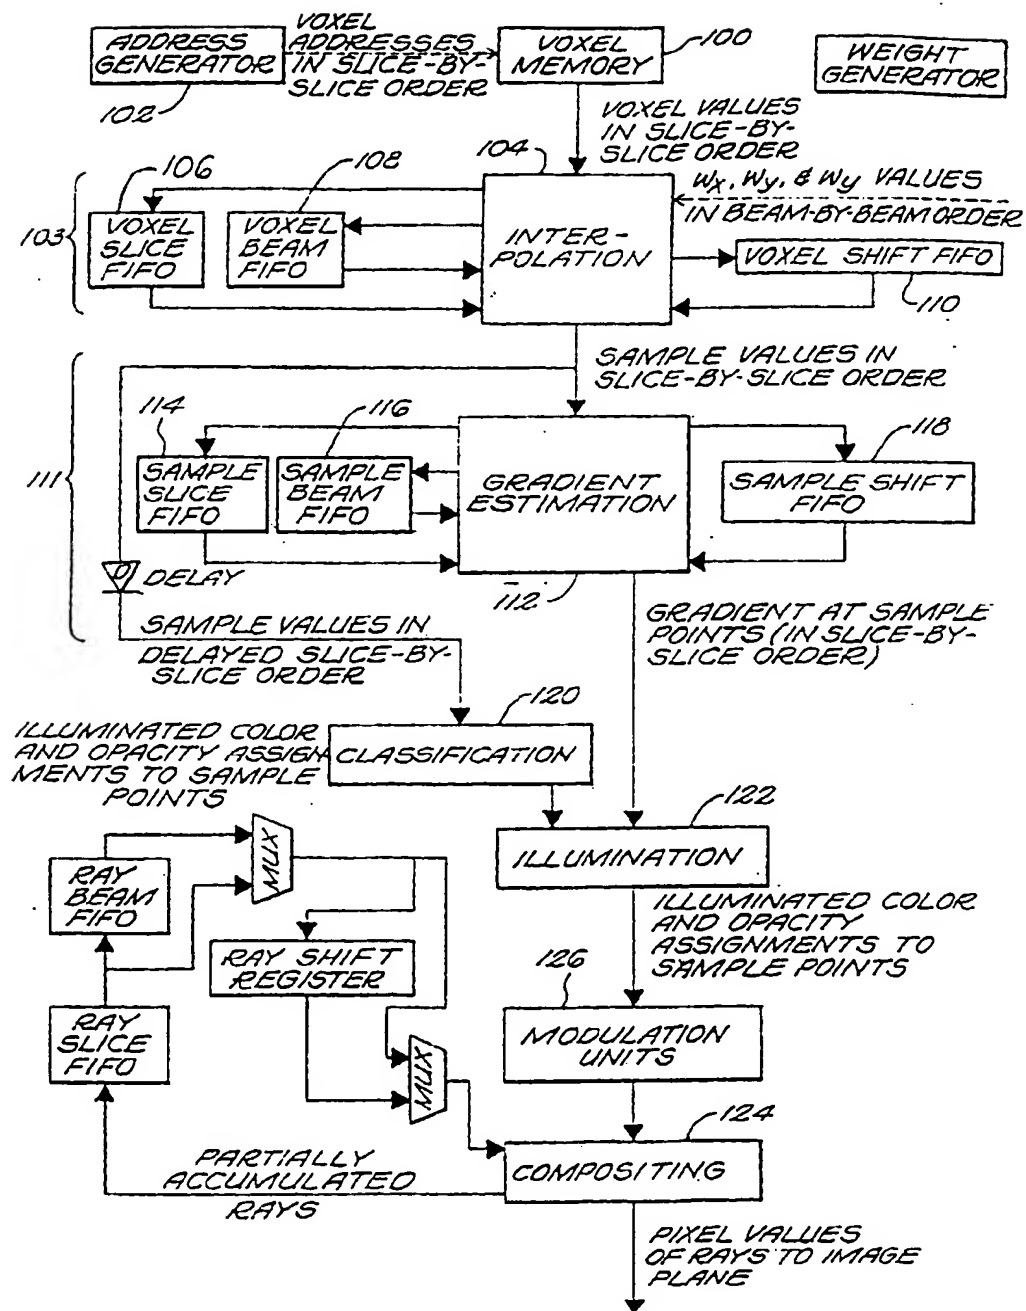 ADDRESS
GENERATOR
102
VOXEL
ADDRESSES
IN SLICE-BY-
SLICE ORDER
VOXEL
MEMORY
100
WEIGHT
GENERATOR
VOXEL VALUES
IN SLICE-BY-
SLICE ORDER
103
106
VOXEL
SLICE
FIFO
108
VOXEL
BEAM
FIFO
104
INTER-
POLATION
Wx, Wy, & Wy VALUES
IN BEAM-BY-BEAM ORDER
VOXEL SHIFT FIFO
110
SAMPLE VALUES IN
SLICE-BY-SLICE ORDER
111
114
SAMPLE
SLICE
FIFO
116
SAMPLE
BEAM
FIFO
GRADIENT
ESTIMATION
112
118
SAMPLE SHIFT
FIFO
D DELAY
SAMPLE VALUES IN
DELAYED SLICE-BY-
SLICE ORDER
GRADIENT AT SAMPLE
POINTS (IN SLICE-BY-
SLICE ORDER)
120
CLASSIFICATION
ILLUMINATED COLOR
AND OPACITY ASSIGN
MENTS TO SAMPLE
POINTS
122
ILLUMINATION
ILLUMINATED COLOR
AND OPACITY
ASSIGNMENTS TO
SAMPLE POINTS
MUX
RAY
BEAM
FIFO
RAY SHIFT
REGISTER
RAY
SLICE
FIFO
MUX
126
MODULATION
UNITS
124
COMPOSITING
PARTIALLY
ACCUMULATED
RAYS
PIXEL VALUES
OF RAYS TO IMAGE
PLANE